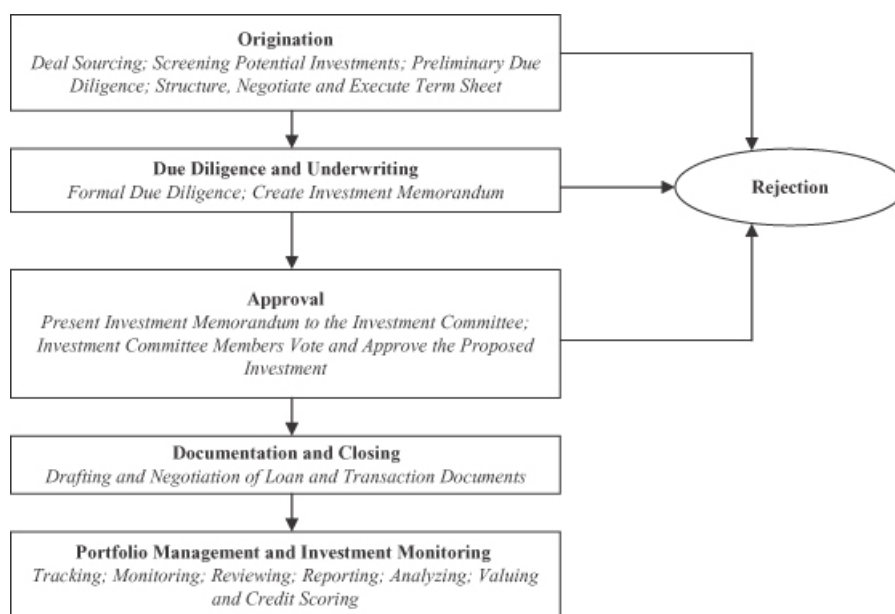 Origination
Deal Sourcing; Screening Potential Investments; Preliminary Due
Diligence; Structure, Negotiate and Execute Term Sheet
Due Diligence and Underwriting
Formal Due Diligence; Create Investment Memorandum
Rejection
Approval
Present Investment Memorandum to the Investment Committee;
Investment Committee Members Vote and Approve the Proposed
Investment
Documentation and Closing
Drafting and Negotiation of Loan and Transaction Documents
Portfolio Management and Investment Monitoring
Tracking; Monitoring; Reviewing; Reporting; Analyzing; Valuing
and Credit Scoring